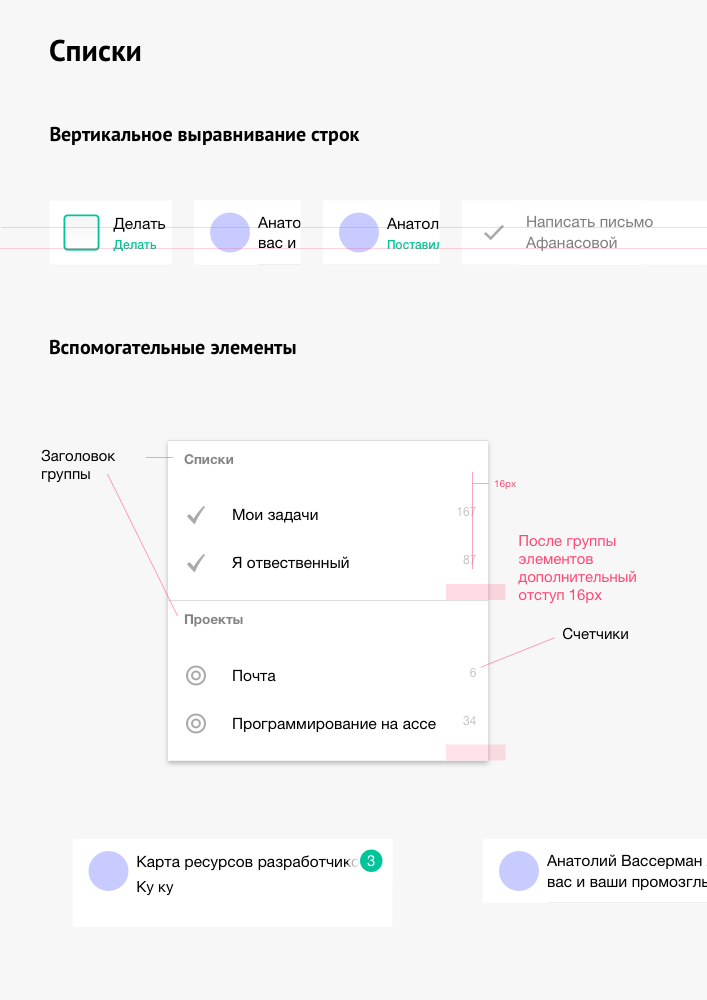 Списки
Вертикальное выравнивание строк
Делать
Делать
Анато
вас и
Анатол
Поставил
Написать письмо
Афанасовой
Вспомогательные элементы
Заголовок
группы
Списки
16px
Мои задачи 167
Я отвественный 87
После группы
элементов
дополнительный
отступ 16px
Проекты
Счетчики
Почта 6
Программирование на ассе 34
Карта ресурсов разработчико 3
Ку ку
Анатолий Вассерман
вас и ваши промозглы